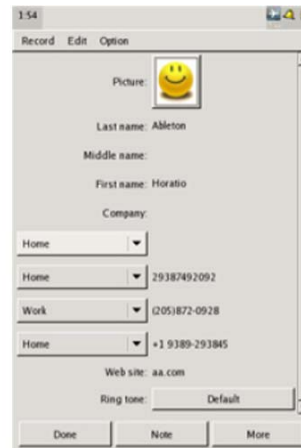 1:54
Record Edit Option
Picture:
Last name: Ableton
Middle name:
First name: Horatio
Company:
Home
Home 29387492092
Work (205)872-0928
Home +1 9389-293845
Web site: aa.com
Ring tone: Default
Done Note More